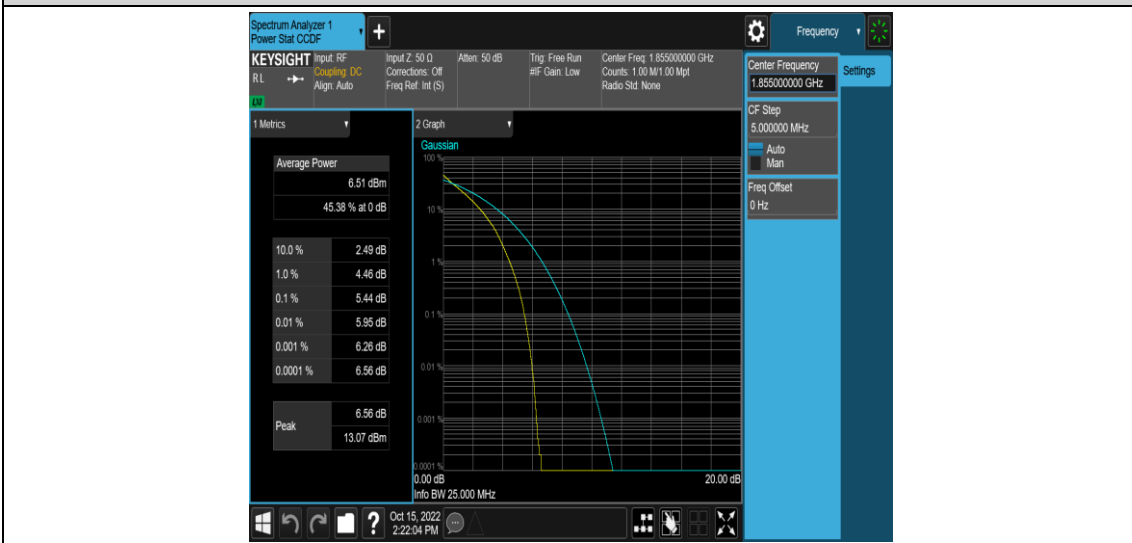 Spectrum Analyzer 1
Power Stat CCDF
+
Frequency
KEYSIGHT
RL
LXI
Input: RF
Coupling: DC
Align: Auto
Input Z: 50 Ω
Corrections: Off
Freq Ref: Int (S)
Atten: 50 dB
Trig: Free Run
#IF Gain: Low
Center Freq: 1.855000000 GHz
Counts: 1.00 M/1.00 Mpt
Radio Std: None
Center Frequency
1.855000000 GHz
Settings
CF Step
5.000000 MHz
Auto
Man
Freq Offset
0 Hz
1 Metrics
Average Power
6.51 dBm
45.38 % at 0 dB
10.0 % 2.49 dB
1.0 % 4.46 dB
0.1 % 5.44 dB
0.01 % 5.95 dB
0.001 % 6.26 dB
0.0001 % 6.56 dB
Peak 6.56 dB
13.07 dBm
2 Graph
Gaussian
100 %
10 %
1 %
0.1 %
0.01 %
0.001 %
0.0001 %
0.00 dB 20.00 dB
Info BW 25.000 MHz
?
Oct 15, 2022
2:22:04 PM